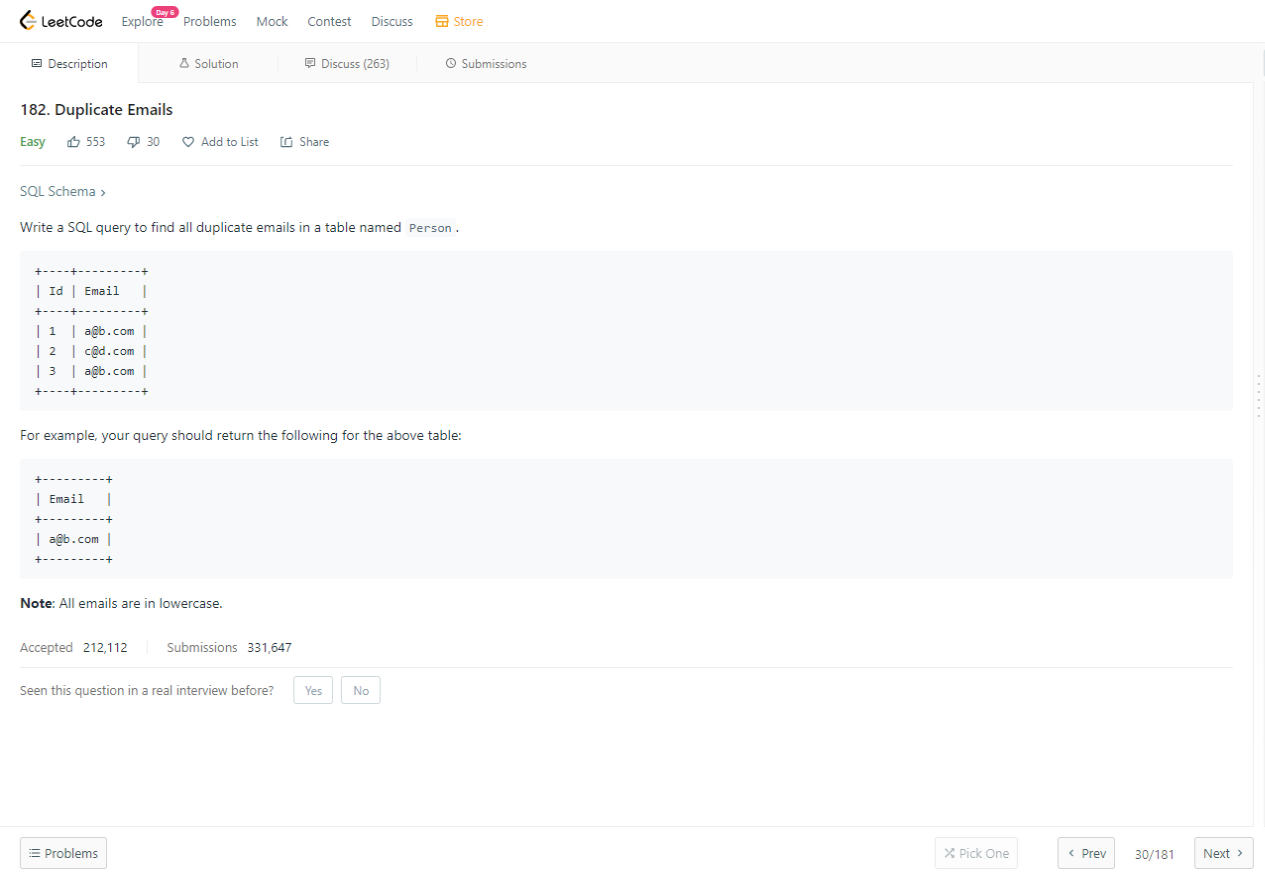 LeetCode Explore Day 6 Problems Mock Contest Discuss Store
Description Solution Discuss (263) Submissions
182. Duplicate Emails
Easy 553 30 Add to List Share
SQL Schema >
Write a SQL query to find all duplicate emails in a table named Person.
+----+---------+
| Id | Email   |
+----+---------+
| 1  | a@b.com |
| 2  | c@d.com |
| 3  | a@b.com |
+----+---------+
For example, your query should return the following for the above table:
+---------+
| Email   |
+---------+
| a@b.com |
+---------+
Note: All emails are in lowercase.
Accepted 212,112 Submissions 331,647
Seen this question in a real interview before? Yes No
Problems Pick One < Prev 30/181 Next >